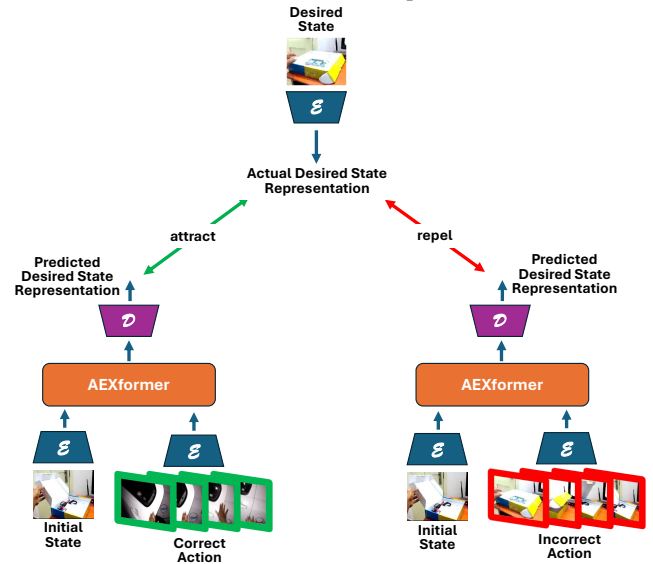 Desired
State
ℰ
Actual Desired State
Representation
attract
repel
Predicted
Desired State
Representation
Predicted
Desired State
Representation
𝒟
𝒟
AEXformer
AEXformer
ℰ
ℰ
ℰ
ℰ
Initial
State
Correct
Action
Initial
State
Incorrect
Action